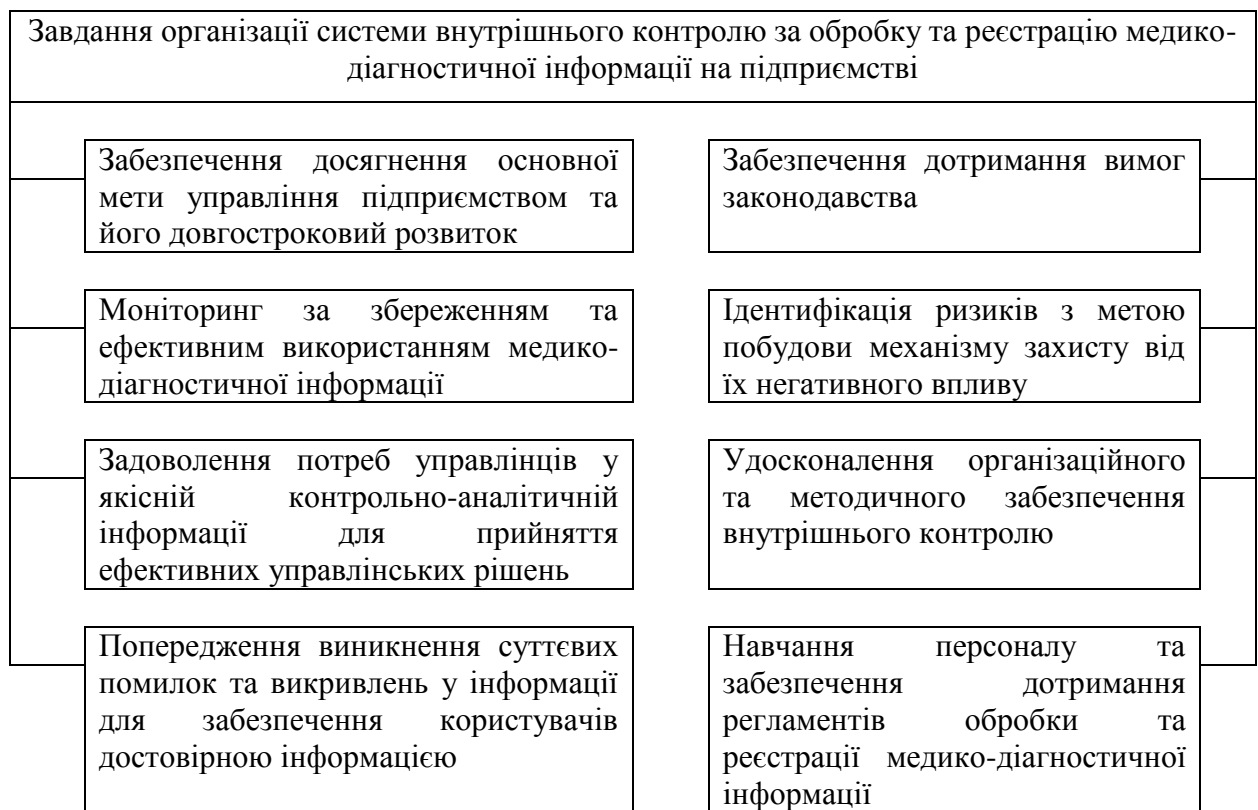 Завдання організації системи внутрішнього контролю за обробку та реєстрацію медико-
діагностичної інформації на підприємстві
Забезпечення досягнення основної
мети управління підприємством та
його довгостроковий розвиток
Забезпечення дотримання вимог
законодавства
Моніторинг за збереженням та
ефективним використанням медико-
діагностичної інформації
Ідентифікація ризиків з метою
побудови механізму захисту від
їх негативного впливу
Задоволення потреб управлінців у
якісній контрольно-аналітичній
інформації для прийняття
ефективних управлінських рішень
Удосконалення організаційного
та методичного забезпечення
внутрішнього контролю
Попередження виникнення суттєвих
помилок та викривлень у інформації
для забезпечення користувачів
достовірною інформацією
Навчання персоналу та
забезпечення дотримання
регламентів обробки та
реєстрації медико-діагностичної
інформації